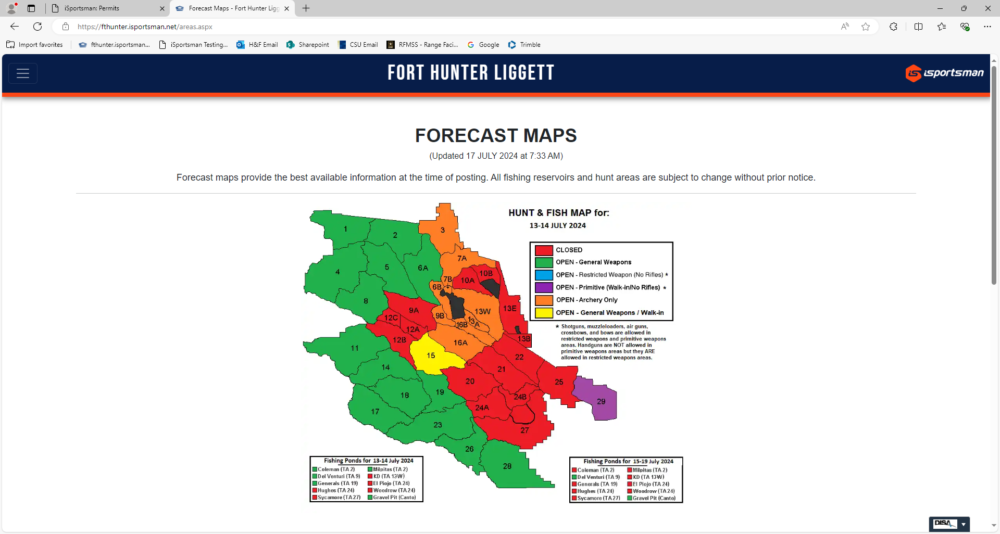 iSportsman: Permits
Forecast Maps - Fort Hunter Ligg
https://fthunter.isportsman.net/areas.aspx
Import favorites
fthunter.isportsman...
iSportsman Testing...
H&F Email
Sharepoint
CSU Email
RFMSS - Range Faci...
Google
Trimble
FORT HUNTER LIGGETT
iS isportsman
FORECAST MAPS
(Updated 17 JULY 2024 at 7:33 AM)
Forecast maps provide the best available information at the time of posting. All fishing reservoirs and hunt areas are subject to change without prior notice.
HUNT & FISH MAP for:
13-14 JULY 2024
CLOSED
OPEN - General Weapons
OPEN - Restricted Weapon (No Rifles) *
OPEN - Primitive (Walk-in/No Rifles) *
OPEN - Archery Only
OPEN - General Weapons / Walk-in
* Shotguns, muzzleloaders, air guns,
crossbows, and bows are allowed in
restricted weapons and primitive weapons
areas. Handguns are NOT allowed in
primitive weapons areas but they ARE
allowed in restricted weapons areas.
1
2
3
7A
4
5
6A
10B
10A
7B
6B
8
9A
9B
13W
13E
12C
13A
16B
12A
12B
16A
13B
11
15
22
14
21
20
25
19
18
24B
29
17
24A
23
27
26
28
Fishing Ponds for 13-14 July 2024
Coleman (TA 2) Milpitas (TA 2)
Del Venturi (TA 9) KD (TA 13W)
Generals (TA 19) El Piojo (TA 24)
Hughes (TA 24) Woodrow (TA 24)
Sycamore (TA 27) Gravel Pit (Canto)
Fishing Ponds for 15-19 July 2024
Coleman (TA 2) Milpitas (TA 2)
Del Venturi (TA 9) KD (TA 13W)
Generals (TA 19) El Piojo (TA 24)
Hughes (TA 24) Woodrow (TA 24)
Sycamore (TA 27) Gravel Pit (Canto)
DISA